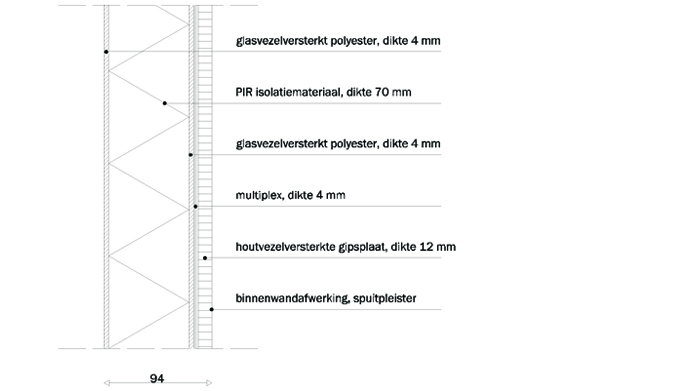 glasvezelversterkt polyester, dikte 4 mm
PIR isolatiemateriaal, dikte 70 mm
glasvezelversterkt polyester, dikte 4 mm
multiplex, dikte 4 mm
houtvezelversterkte gipsplaat, dikte 12 mm
binnenwandafwerking, spuitpleister
94